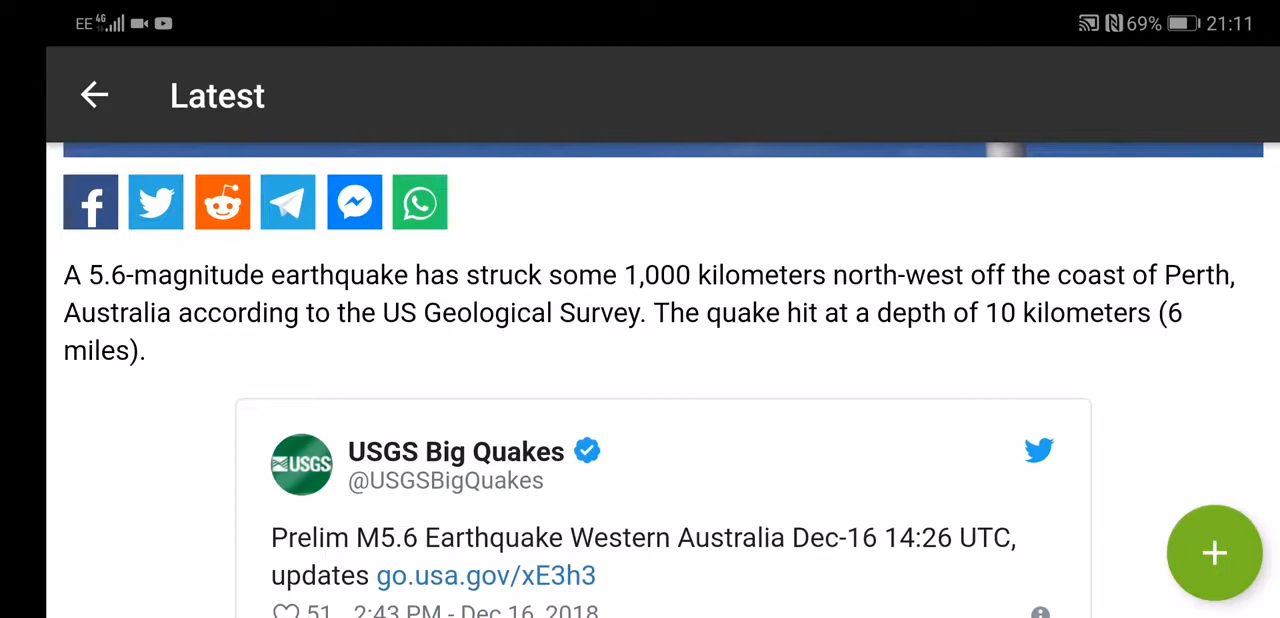 EE 4G 69% 21:11
Latest
A 5.6-magnitude earthquake has struck some 1,000 kilometers north-west off the coast of Perth,
Australia according to the US Geological Survey. The quake hit at a depth of 10 kilometers (6
miles).
USGS
USGS Big Quakes
@USGSBigQuakes
Prelim M5.6 Earthquake Western Australia Dec-16 14:26 UTC,
updates go.usa.gov/xE3h3
51 2:43 PM - Dec 16, 2018